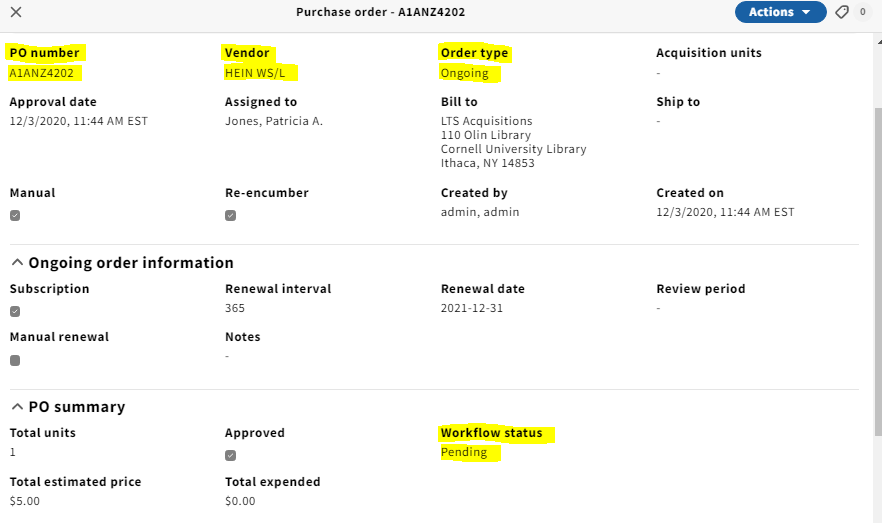 Purchase order - A1ANZ4202
Actions
0
PO number Vendor Order type Acquisition units
A1ANZ4202 HEIN WS/L Ongoing -
Approval date Assigned to Bill to Ship to
12/3/2020, 11:44 AM EST Jones, Patricia A. LTS Acquisitions -
110 Olin Library
Cornell University Library
Ithaca, NY 14853
Manual Re-encumber Created by Created on
admin, admin 12/3/2020, 11:44 AM EST
Ongoing order information
Subscription Renewal interval Renewal date Review period
365 2021-12-31 -
Manual renewal Notes
-
PO summary
Total units Approved Workflow status
1 Pending
Total estimated price Total expended
$5.00 $0.00